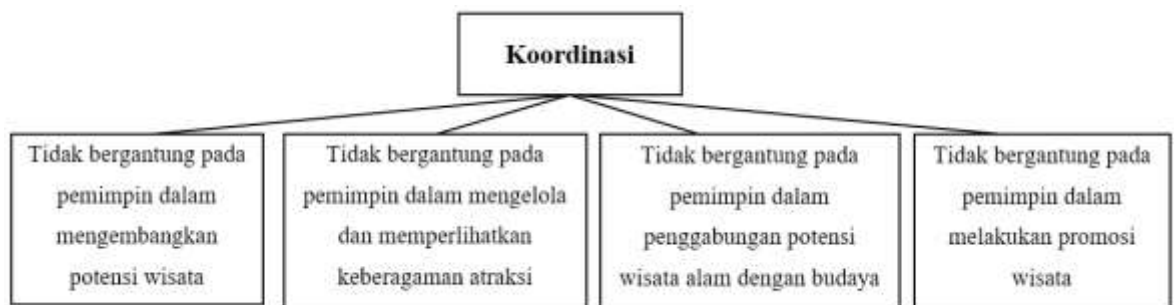 Koordinasi
Tidak bergantung pada
pemimpin dalam
mengembangkan
potensi wisata
Tidak bergantung pada
pemimpin dalam mengelola
dan memperlihatkan
keberagaman atraksi
Tidak bergantung pada
pemimpin dalam
penggabungan potensi
wisata alam dengan budaya
Tidak bergantung pada
pemimpin dalam
melakukan promosi
wisata